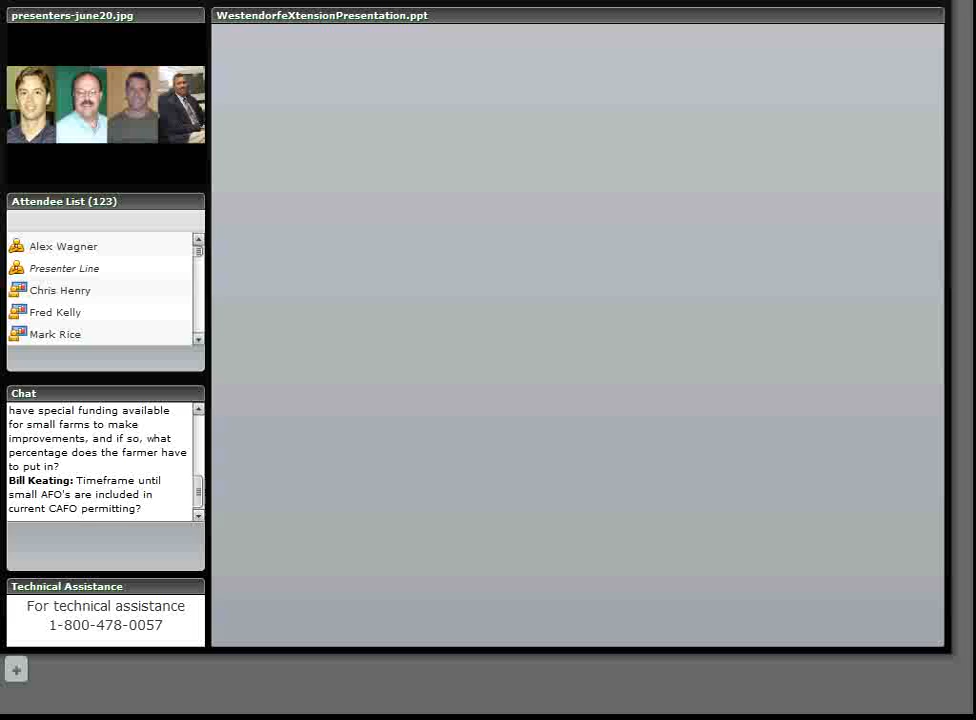 presenters-june20.jpg
WestendorfeXtensionPresentation.ppt
Attendee List (123)
Alex Wagner
Presenter Line
Chris Henry
Fred Kelly
Mark Rice
Chat
have special funding available
for small farms to make
improvements, and if so, what
percentage does the farmer have
to put in?
Bill Keating: Timeframe until
small AFO's are included in
current CAFO permitting?
Technical Assistance
For technical assistance
1-800-478-0057